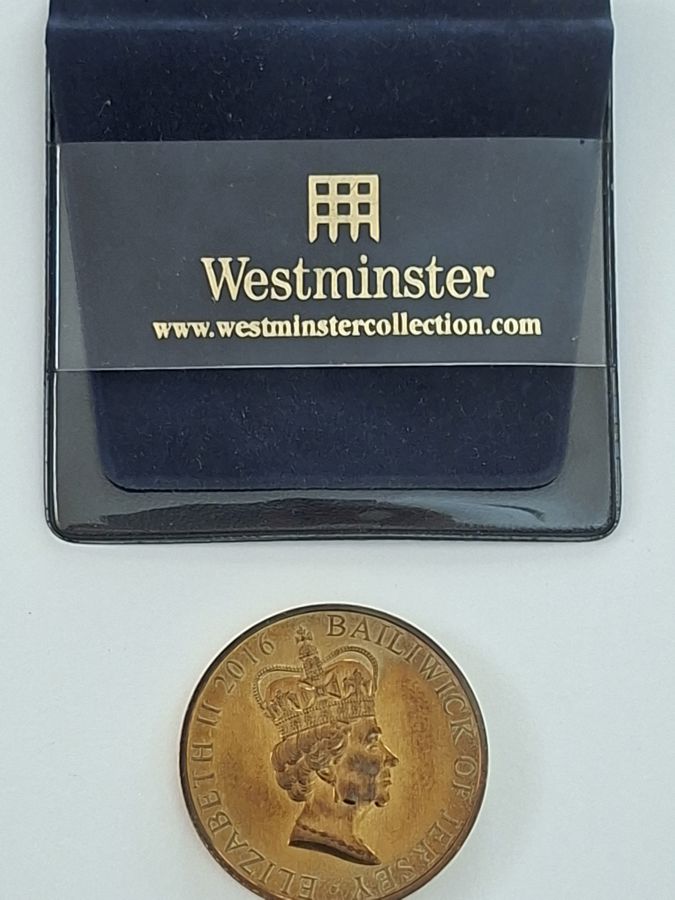 Westminster
www.westminstercollection.com
ELIZABETH II 2016 BAILIWICK OF JERSEY